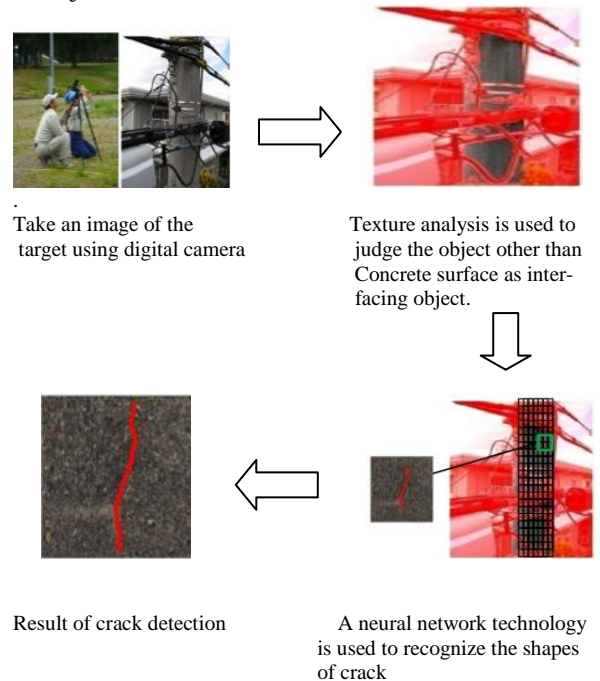 .
Take an image of the
target using digital camera
Texture analysis is used to
judge the object other than
Concrete surface as inter-
facing object.
A neural network technology
is used to recognize the shapes
of crack
Result of crack detection